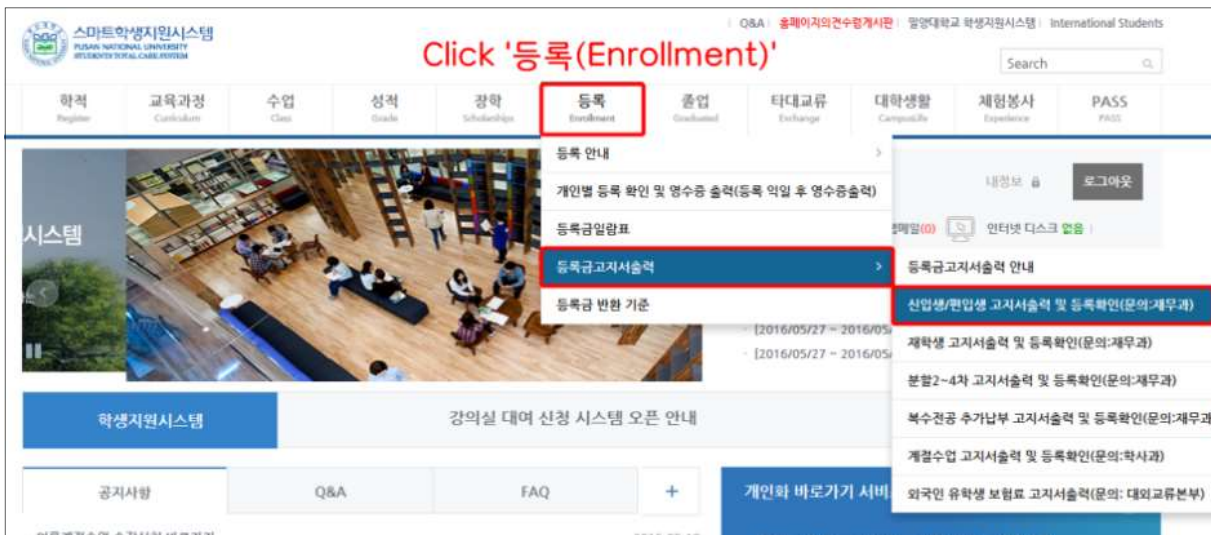 Q&A 홈페이지의견수렴게시판 밀양대학교 학생지원시스템 International Students
스마트학생지원시스템
PUSAN NATIONAL UNIVERSITY
STUDENTS TOTAL CARE SYSTEM
Click '등록(Enrollment)'
Search
학적 교육과정 수업 성적 장학 등록 졸업 타대교류 대학생활 체험봉사 PASS
Register Curriculum Class Grade Scholarships Enrollment Graduated Exchange CampusLife Experience PASS
등록 안내
개인별 등록 확인 및 영수증 출력(등록 익일 후 영수증출력)
등록금일람표
등록금고지서출력
등록금 반환 기준
내정보 로그아웃
메일(0) 인터넷 디스크 없음
시스템
등록금고지서출력 안내
신입생/편입생 고지서출력 및 등록확인(문의:재무과)
재학생 고지서출력 및 등록확인(문의:재무과)
분할2~4차 고지서출력 및 등록확인(문의:재무과)
복수전공 추가납부 고지서출력 및 등록확인(문의:재무과
계절수업 고지서출력 및 등록확인(문의:학사과)
외국인 유학생 보험료 고지서출력(문의: 대외교류본부)
[2016/05/27 ~ 2016/05/
[2016/05/27 ~ 2016/05/
학생지원시스템
강의실 대여 신청 시스템 오픈 안내
공지사항 Q&A FAQ +
개인화 바로가기 서비